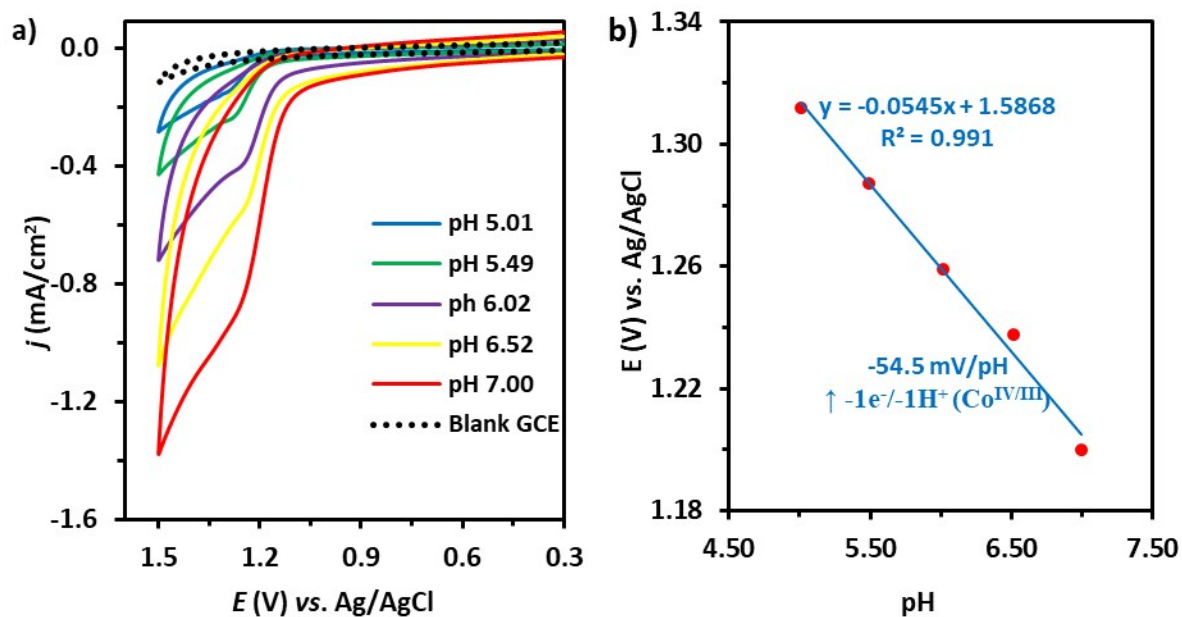 a)
0.0
-0.4
-0.8
-1.2
-1.6
j (mA/cm²)
pH 5.01
pH 5.49
ph 6.02
pH 6.52
pH 7.00
Blank GCE
1.5
1.2
0.9
0.6
0.3
E (V) vs. Ag/AgCl
b)
1.34
1.30
1.26
1.22
1.18
E (V) vs. Ag/AgCl
y = -0.0545x + 1.5868
R² = 0.991
-54.5 mV/pH
↑ -1e⁻/-1H⁺ (Coᴵⱽ/ᴵᴵᴵ)
4.50
5.50
6.50
7.50
pH